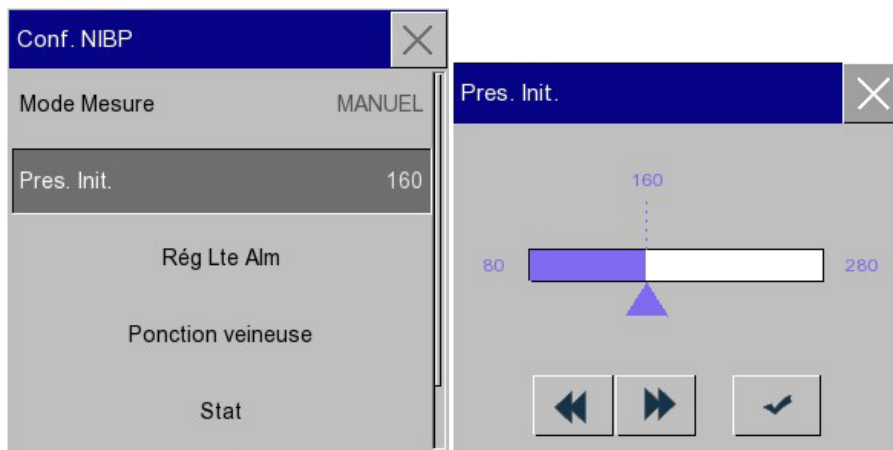 Conf. NIBP
Mode Mesure MANUEL
Pres. Init. 160
Rég Lte Alm
Ponction veineuse
Stat
Pres. Init.
160
80 280